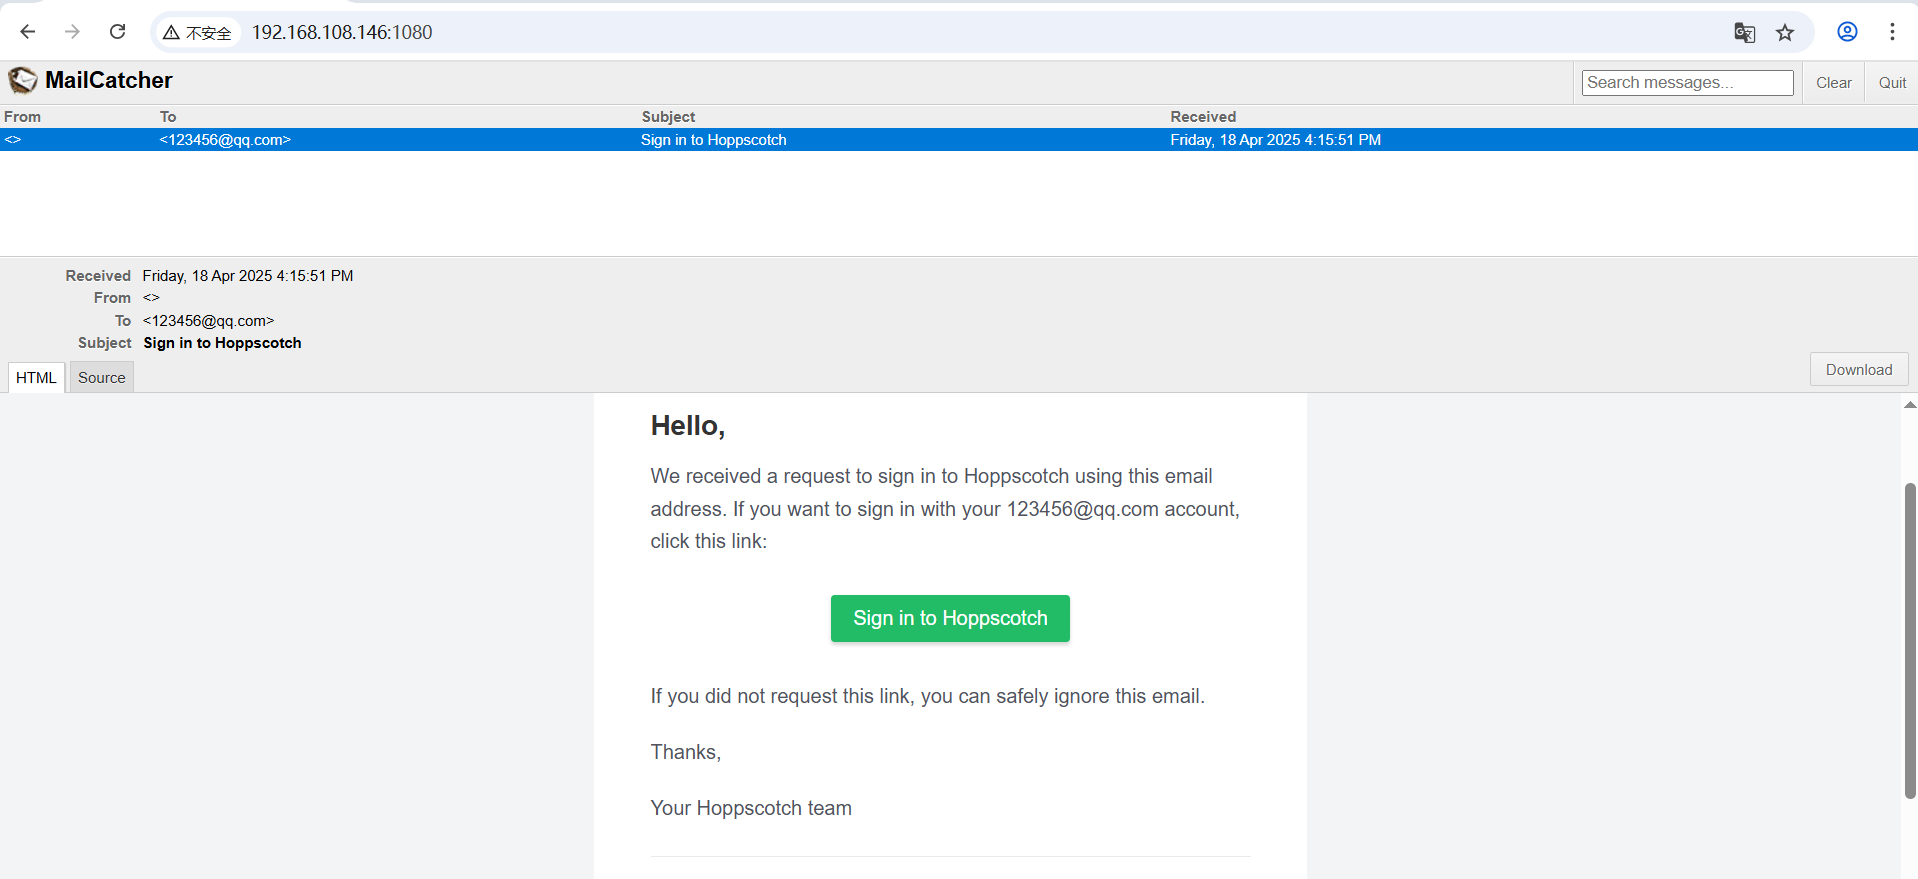 不安全 192.168.108.146:1080
MailCatcher
Search messages...
Clear
Quit
From To Subject Received
<> <123456@qq.com> Sign in to Hoppscotch Friday, 18 Apr 2025 4:15:51 PM
Received Friday, 18 Apr 2025 4:15:51 PM
From <>
To <123456@qq.com>
Subject Sign in to Hoppscotch
HTML Source
Download
Hello,
We received a request to sign in to Hoppscotch using this email
address. If you want to sign in with your 123456@qq.com account,
click this link:
Sign in to Hoppscotch
If you did not request this link, you can safely ignore this email.
Thanks,
Your Hoppscotch team